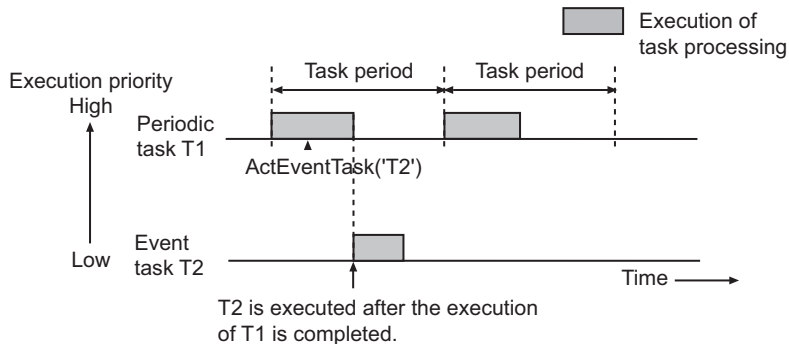 Execution of
task processing
Task period
Task period
Execution priority
High
Periodic
task T1
ActEventTask('T2')
Low
Event
task T2
Time
T2 is executed after the execution
of T1 is completed.